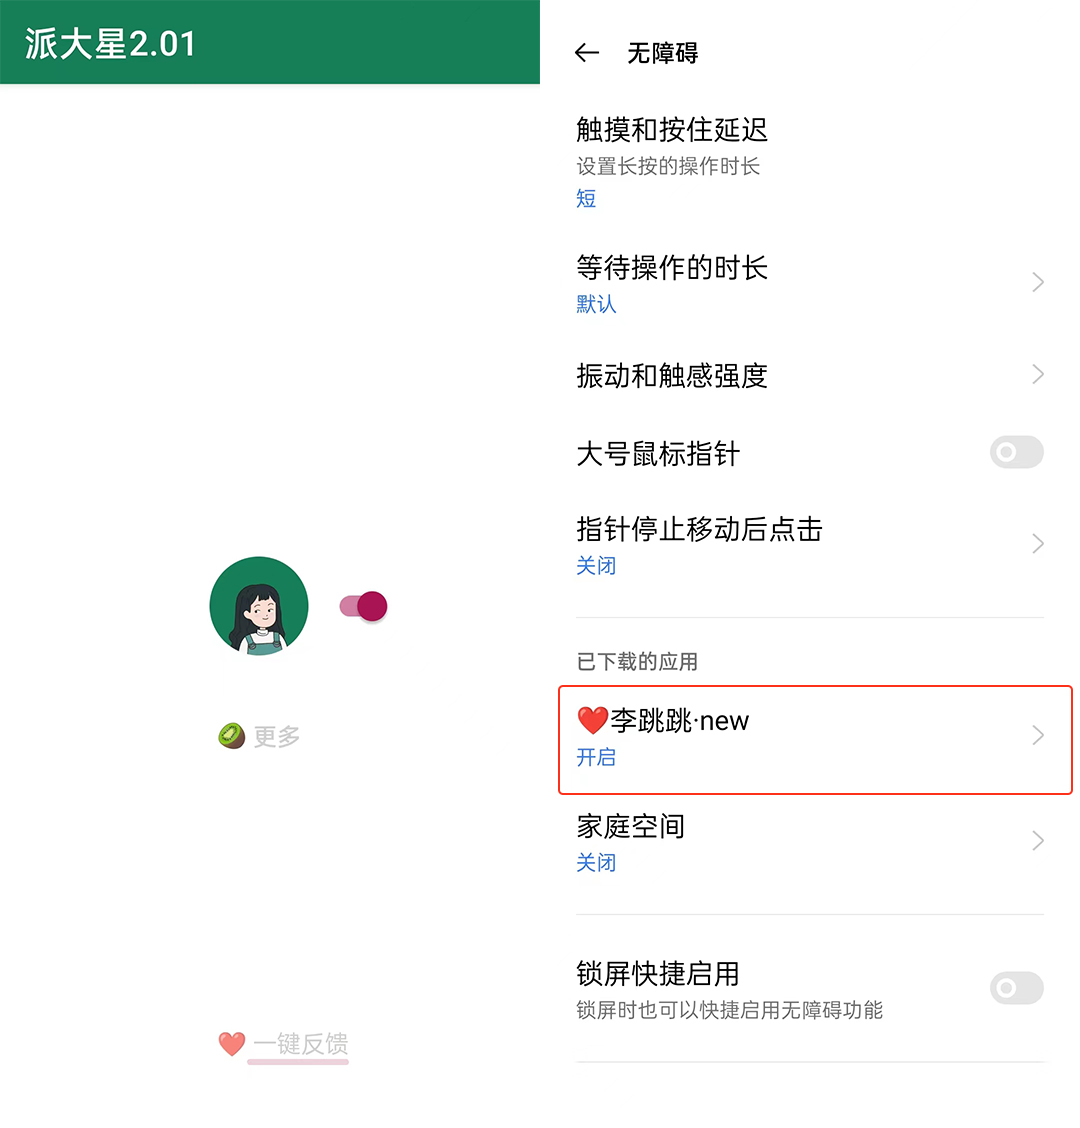 派大星2.01
更多
一键反馈
无障碍
触摸和按住延迟
设置长按的操作时长
短
等待操作的时长
默认
振动和触感强度
大号鼠标指针
指针停止移动后点击
关闭
已下载的应用
❤️李跳跳·new
开启
家庭空间
关闭
锁屏快捷启用
锁屏时也可以快捷启用无障碍功能